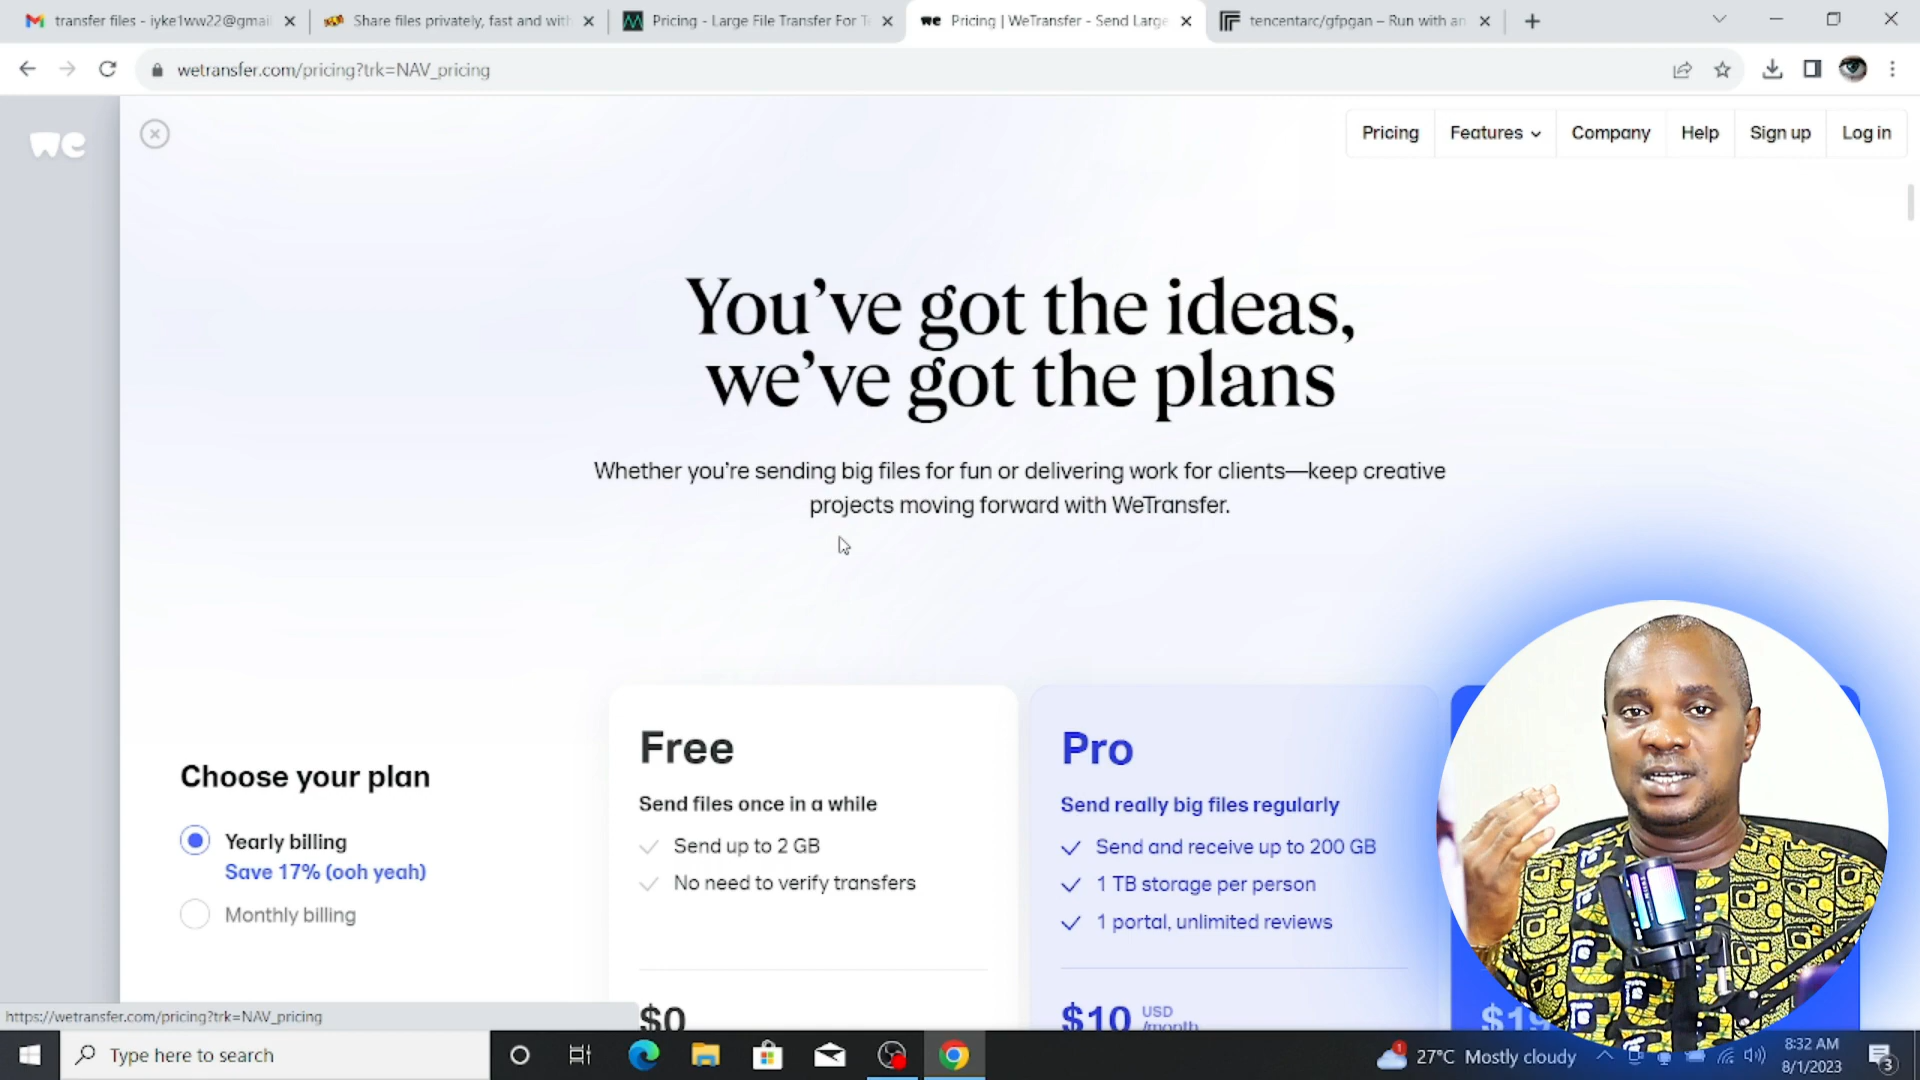 transfer files - iyke1ww22@gmai
Share files privately, fast and with
Pricing - Large File Transfer For Te
Pricing | WeTransfer - Send Large
tencentarc/gfpgan – Run with an
wetransfer.com/pricing?trk=NAV_pricing
we
Pricing
Features
Company
Help
Sign up
Log in
You've got the ideas,
we've got the plans
Whether you're sending big files for fun or delivering work for clients—keep creative
projects moving forward with WeTransfer.
Choose your plan
Yearly billing
Save 17% (ooh yeah)
Monthly billing
Free
Send files once in a while
Send up to 2 GB
No need to verify transfers
$0
Pro
Send really big files regularly
Send and receive up to 200 GB
1 TB storage per person
1 portal, unlimited reviews
$10 USD
/month
$19
https://wetransfer.com/pricing?trk=NAV_pricing
Type here to search
27°C Mostly cloudy
8:32 AM
8/1/2023
3